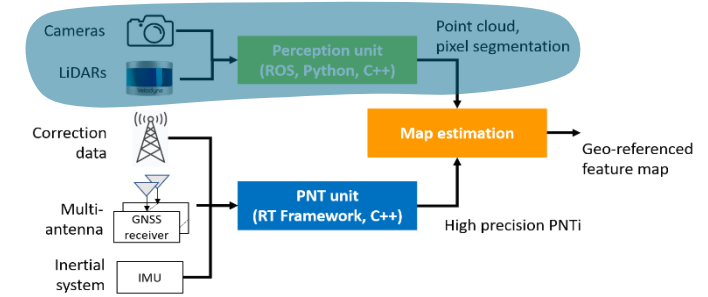 Cameras
LiDARs
Velodyne
Perception unit
(ROS, Python, C++)
Point cloud,
pixel segmentation
Correction
data
Map estimation
Geo-referenced
feature map
Multi-
antenna
GNSS
receiver
PNT unit
(RT Framework, C++)
High precision PNTi
Inertial
system
IMU